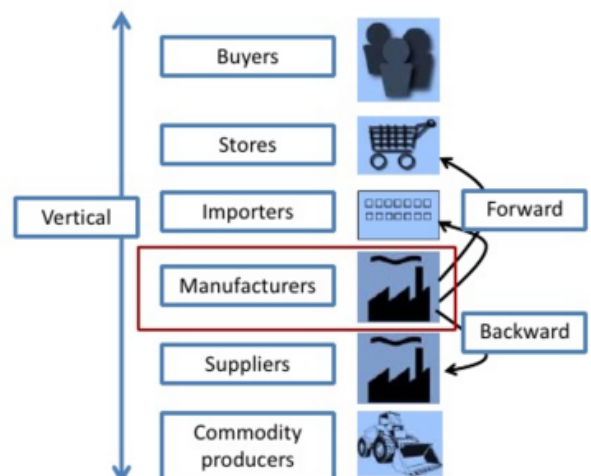 Buyers
Stores
Vertical
Importers
Forward
Manufacturers
Backward
Suppliers
Commodity
producers